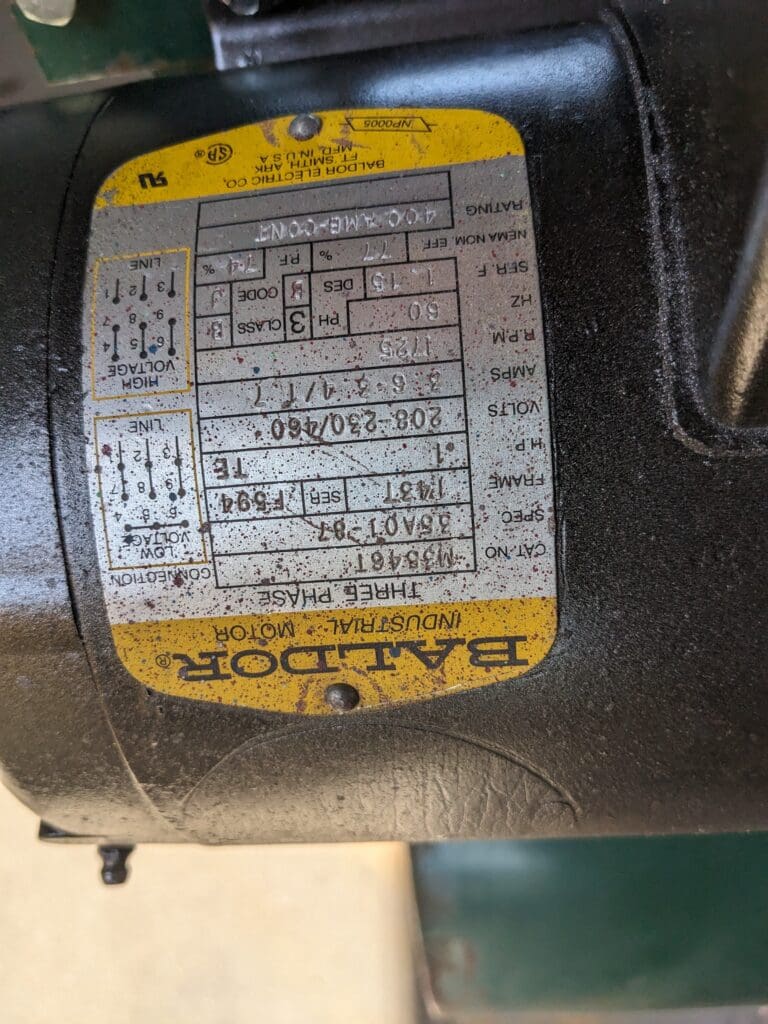 BALDOR®
INDUSTRIAL MOTOR
THREE PHASE
CAT. NO. M3546T
SPEC 35A01-87
FRAME 143T SER F594
H.P. 1 TE
VOLTS 208-230/460
AMPS 3.6-3.4/1.7
R.P.M. 1725
HZ 60 PH 3 CLASS B
SER. F. 1.15 DES B CODE J
NEMA NOM. EFF. 77 % P.F. 74 %
RATING 40C AMB-CONT
CONNECTION
LOW
VOLTAGE
6 5 4
9 8 7
3 2 1
LINE
HIGH
VOLTAGE
6 5 4
9 8 7
3 2 1
LINE
BALDOR ELECTRIC CO.
FT. SMITH, ARK
MFD. IN U.S.A
NP0005